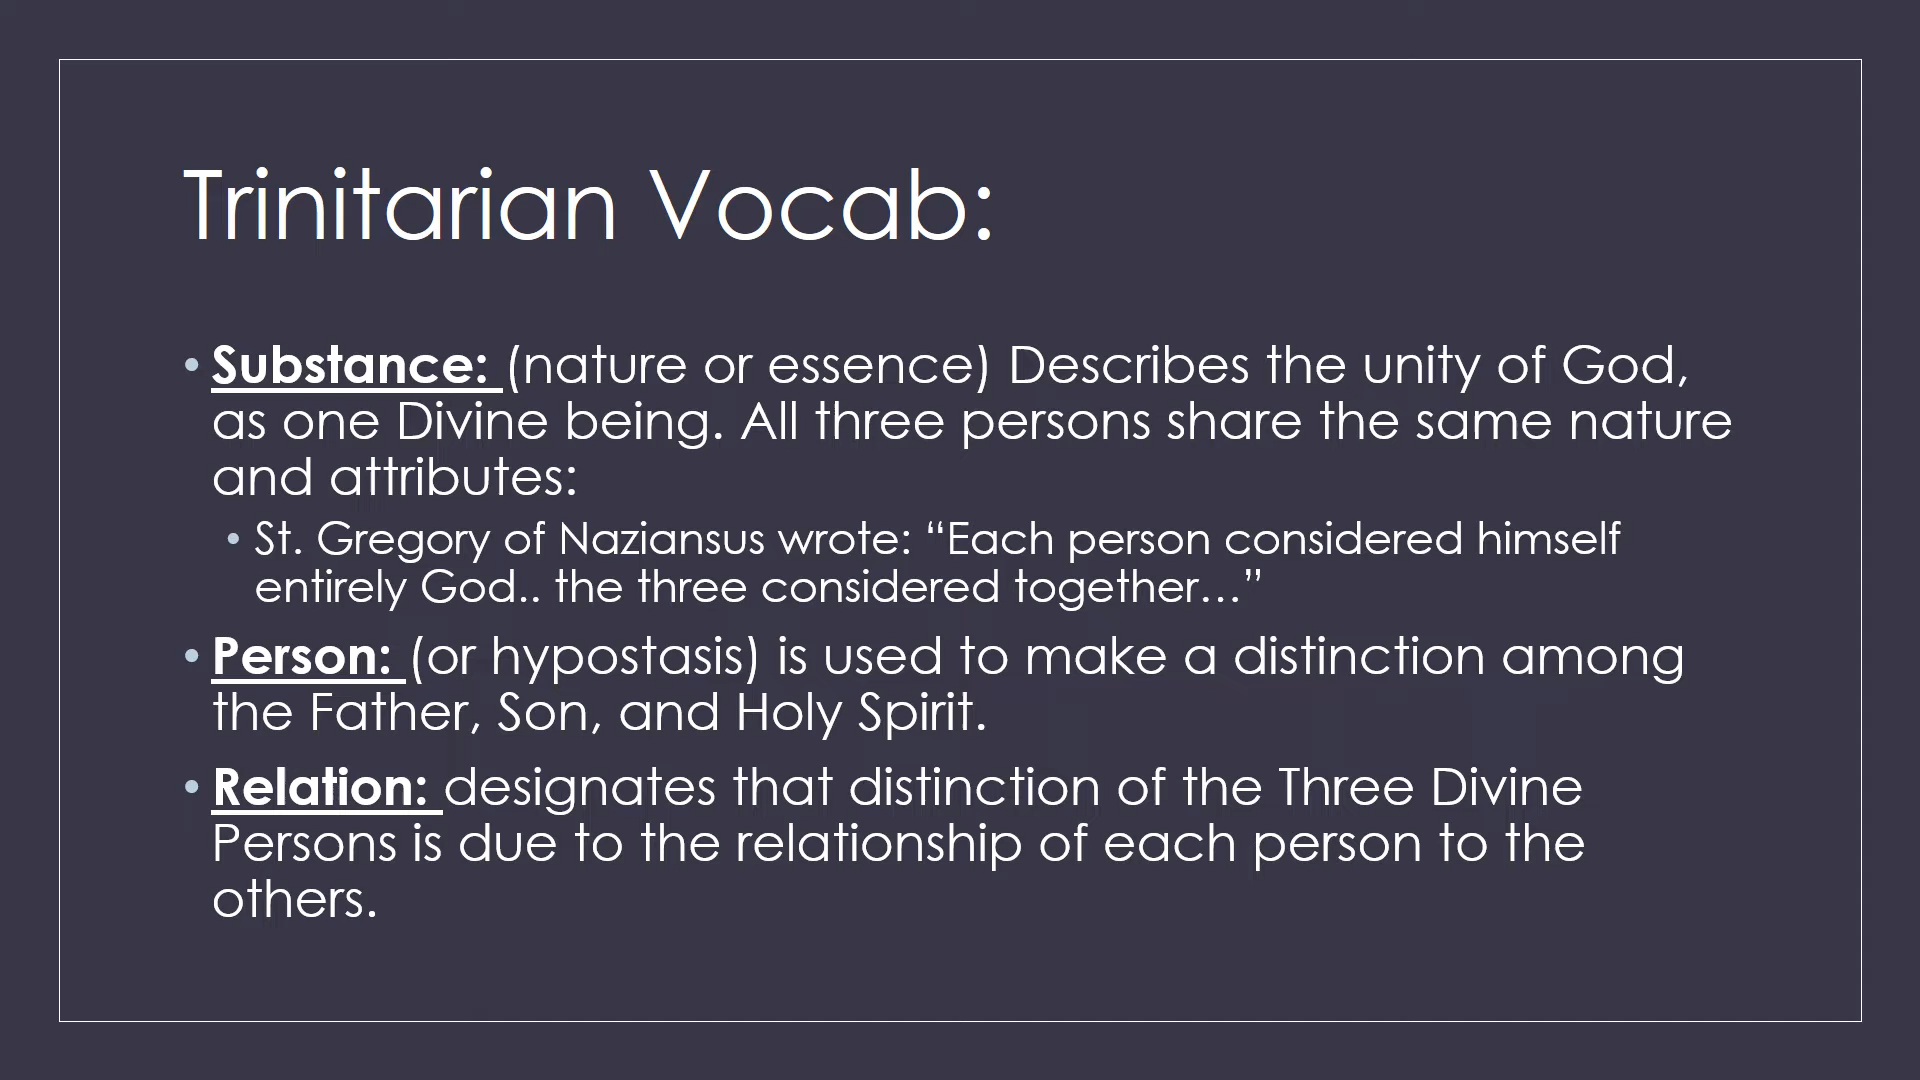 Trinitarian Vocab:
• Substance: (nature or essence) Describes the unity of God,
as one Divine being. All three persons share the same nature
and attributes:
• St. Gregory of Naziansus wrote: “Each person considered himself
entirely God.. the three considered together…”
• Person: (or hypostasis) is used to make a distinction among
the Father, Son, and Holy Spirit.
• Relation: designates that distinction of the Three Divine
Persons is due to the relationship of each person to the
others.